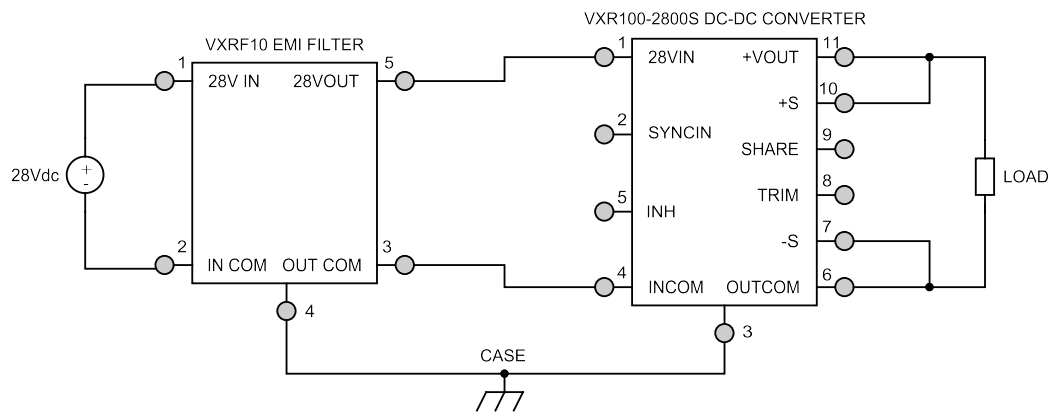 VXR100-2800S DC-DC CONVERTER
VXRF10 EMI FILTER
1
28V IN
28VOUT
5
28Vdc
+
-
2
IN COM
OUT COM
3
4
1
28VIN
+VOUT
11
+S
10
2
SYNCIN
SHARE
9
TRIM
8
5
INH
-S
7
4
INCOM
OUTCOM
6
3
LOAD
CASE